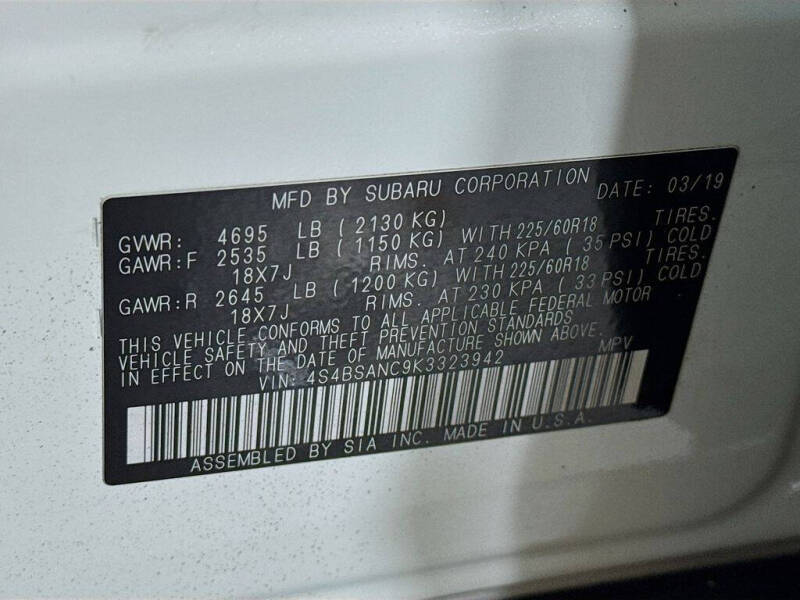 MFD BY SUBARU CORPORATION DATE: 03/19
GVWR: 4695 LB (2130 KG)
GAWR:F 2535 LB (1150 KG) WITH 225/60R18 TIRES.
18X7J RIMS. AT 240 KPA (35 PSI) COLD
GAWR:R 2645 LB (1200 KG) WITH 225/60R18 TIRES.
18X7J RIMS. AT 230 KPA (33 PSI) COLD
THIS VEHICLE CONFORMS TO ALL APPLICABLE FEDERAL MOTOR
VEHICLE SAFETY AND THEFT PREVENTION STANDARDS
IN EFFECT ON THE DATE OF MANUFACTURE SHOWN ABOVE.
VIN: 4S4BSANC9K3323942 MPV
ASSEMBLED BY SIA INC. MADE IN U.S.A.